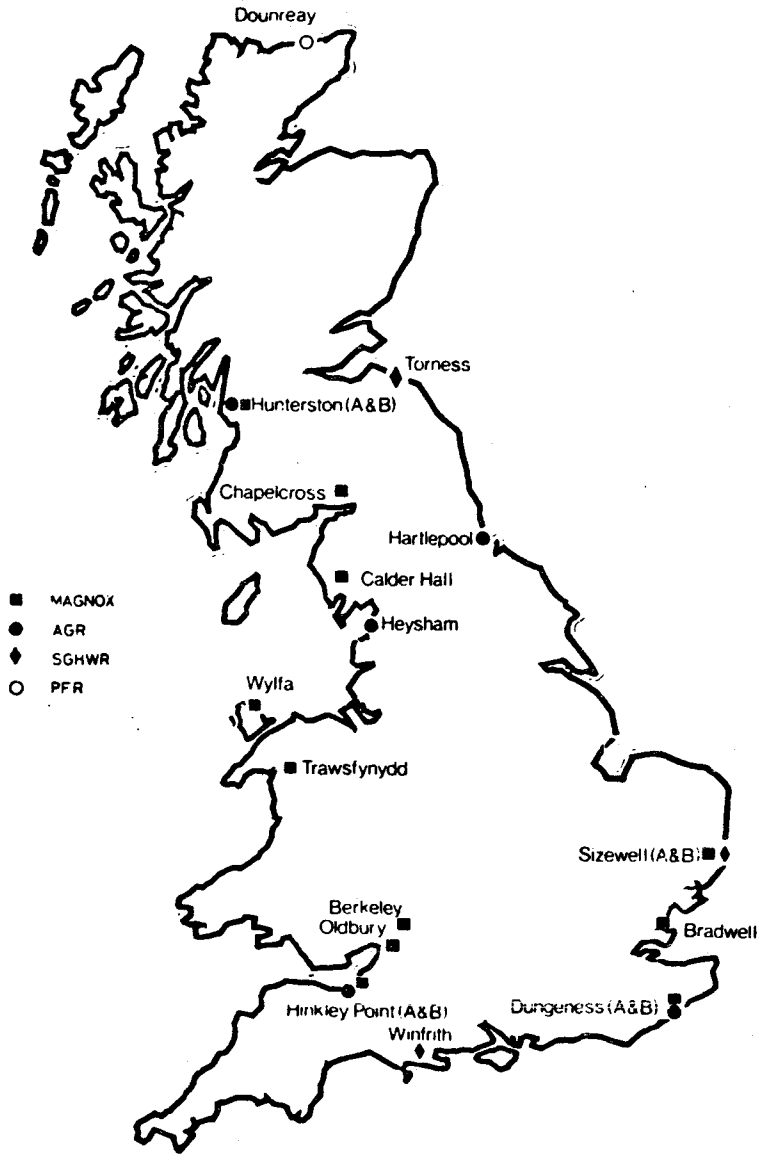 Dounreay
Torness
Hunterston (A&B)
Chapelcross
Hartlepool
Calder Hall
MAGNOX
AGR
SGHWR
PFR
Heysham
Wylfa
Trawsfynydd
Sizewell (A&B)
Berkeley
Oldbury
Bradwell
Hinkley Point (A&B)
Dungeness (A&B)
Winfrith